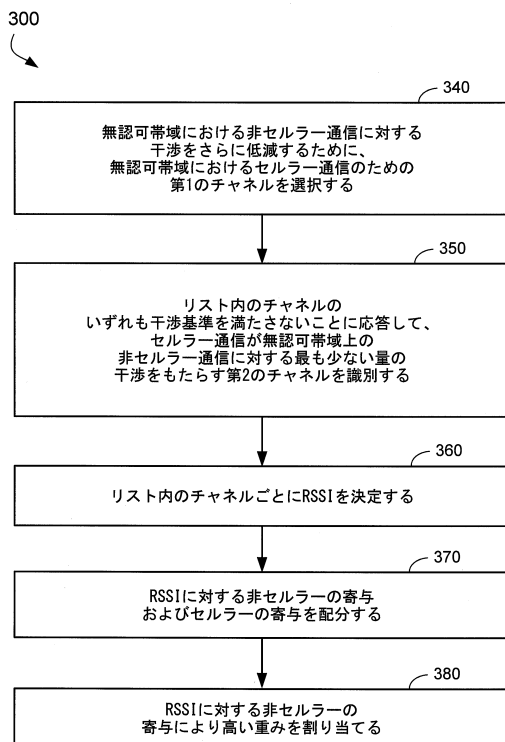 300
340
無認可帯域における非セルラー通信に対する
干渉をさらに低減するために、
無認可帯域におけるセルラー通信のための
第1のチャネルを選択する
350
リスト内のチャネルの
いずれも干渉基準を満たさないことに応答して、
セルラー通信が無認可帯域上の
非セルラー通信に対する最も少ない量の
干渉をもたらす第2のチャネルを識別する
360
リスト内のチャネルごとにRSSIを決定する
370
RSSIに対する非セルラーの寄与
およびセルラーの寄与を配分する
380
RSSIに対する非セルラーの
寄与により高い重みを割り当てる